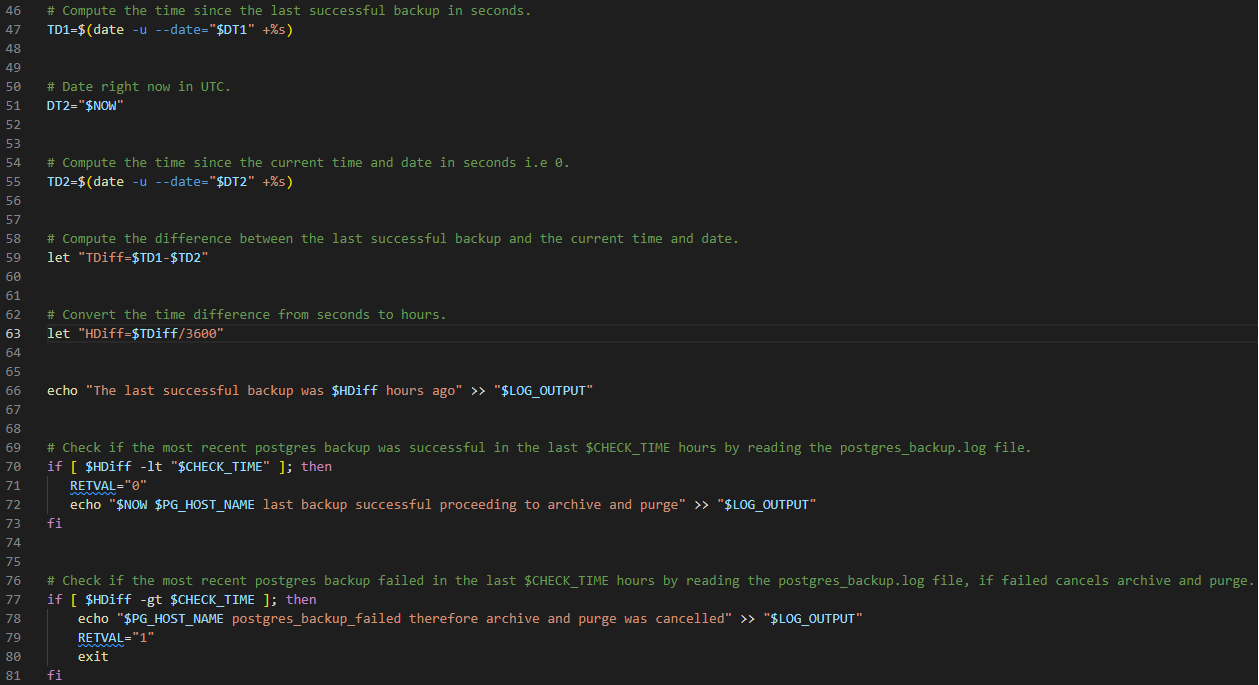 46 # Compute the time since the last successful backup in seconds.
47 TD1=$(date -u --date="$DT1" +%s)
48
49
50 # Date right now in UTC.
51 DT2="$NOW"
52
53
54 # Compute the time since the current time and date in seconds i.e 0.
55 TD2=$(date -u --date="$DT2" +%s)
56
57
58 # Compute the difference between the last successful backup and the current time and date.
59 let "TDiff=$TD1-$TD2"
60
61
62 # Convert the time difference from seconds to hours.
63 let "HDiff=$TDiff/3600"
64
65
66 echo "The last successful backup was $HDiff hours ago" >> "$LOG_OUTPUT"
67
68
69 # Check if the most recent postgres backup was successful in the last $CHECK_TIME hours by reading the postgres_backup.log file.
70 if [ $HDiff -lt "$CHECK_TIME" ]; then
71    RETVAL="0"
72    echo "$NOW $PG_HOST_NAME last backup successful proceeding to archive and purge" >> "$LOG_OUTPUT"
73 fi
74
75
76 # Check if the most recent postgres backup failed in the last $CHECK_TIME hours by reading the postgres_backup.log file, if failed cancels archive and purge.
77 if [ $HDiff -gt $CHECK_TIME ]; then
78     echo "$PG_HOST_NAME postgres_backup_failed therefore archive and purge was cancelled" >> "$LOG_OUTPUT"
79     RETVAL="1"
80     exit
81 fi